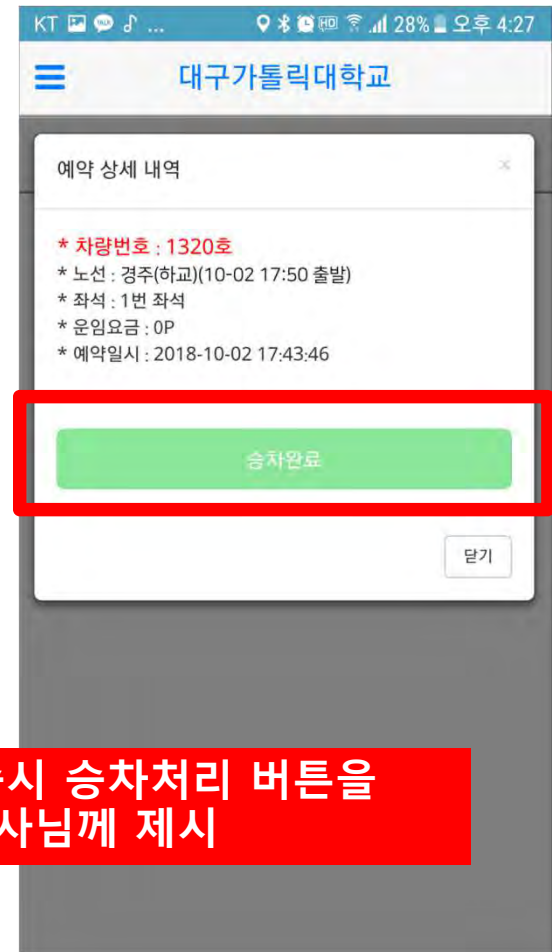 KT ... 28% 오후 4:27
대구가톨릭대학교
예약 상세 내역 ×
* 차량번호 : 1320호
* 노선 : 경주(하교)(10-02 17:50 출발)
* 좌석 : 1번 좌석
* 운임요금 : 0P
* 예약일시 : 2018-10-02 17:43:46
승차완료
닫기
승차처리 버튼을
제시